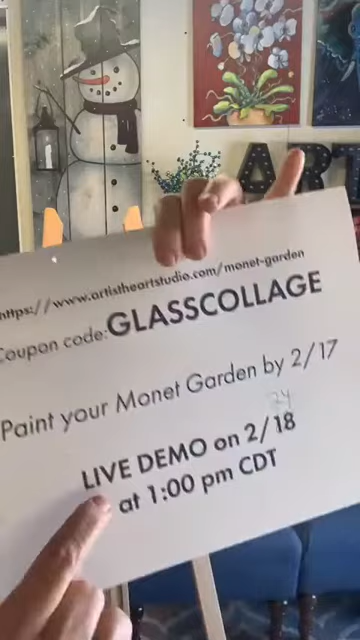 ART
https://www.artistheartstudio.com/monet-garden
Coupon code: GLASSCOLLAGE
Paint your Monet Garden by 2/17
24
LIVE DEMO on 2/18
at 1:00 pm CDT